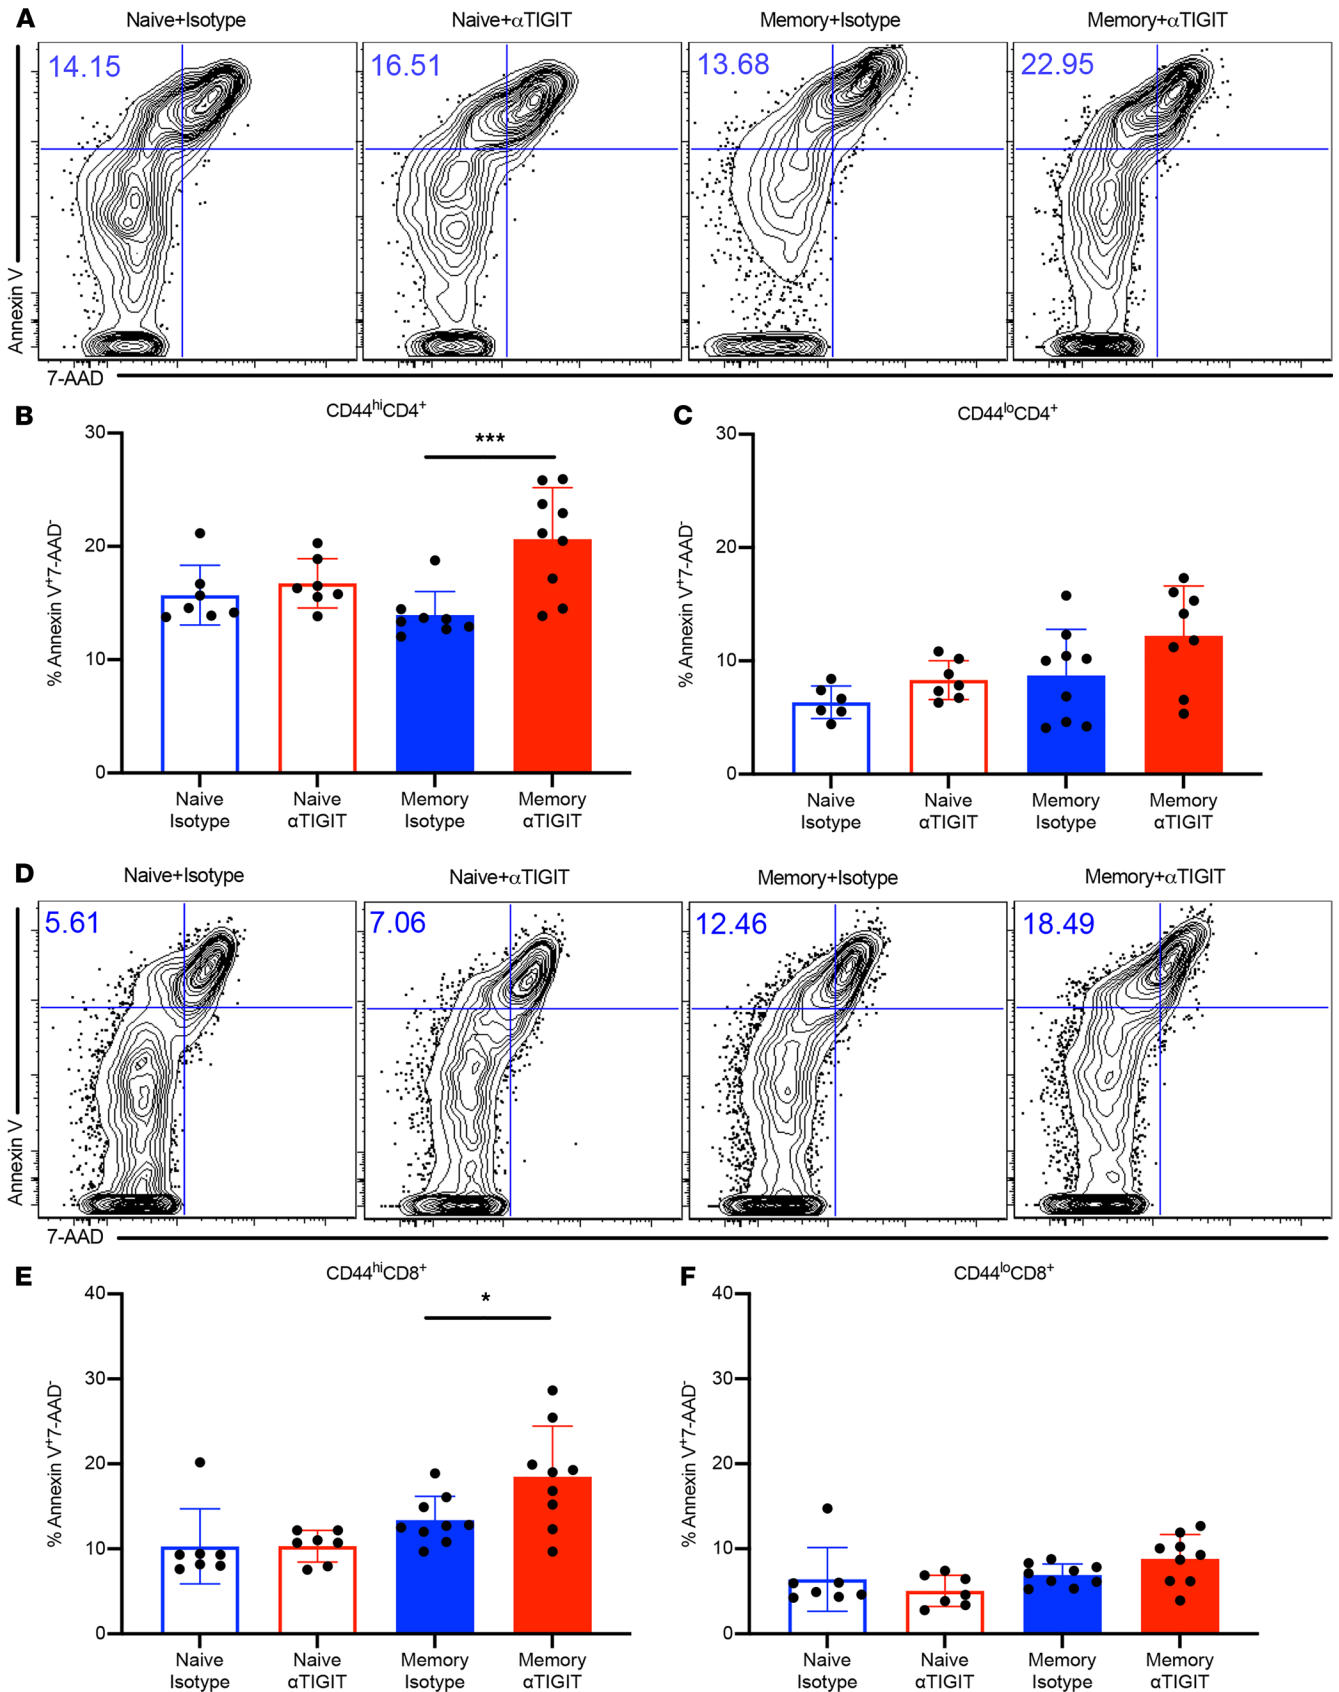 A
Naive+Isotype
Naive+αTIGIT
Memory+Isotype
Memory+αTIGIT
14.15
16.51
13.68
22.95
Annexin V
7-AAD
B
CD44hiCD4+
C
CD44loCD4+
% Annexin V+7-AAD-
30
20
10
0
***
Naive
Isotype
Naive
αTIGIT
Memory
Isotype
Memory
αTIGIT
% Annexin V+7-AAD-
30
20
10
0
Naive
Isotype
Naive
αTIGIT
Memory
Isotype
Memory
αTIGIT
D
Naive+Isotype
Naive+αTIGIT
Memory+Isotype
Memory+αTIGIT
5.61
7.06
12.46
18.49
Annexin V
7-AAD
E
CD44hiCD8+
F
CD44loCD8+
% Annexin V+7-AAD-
40
30
20
10
0
*
Naive
Isotype
Naive
αTIGIT
Memory
Isotype
Memory
αTIGIT
% Annexin V+7-AAD-
40
30
20
10
0
Naive
Isotype
Naive
αTIGIT
Memory
Isotype
Memory
αTIGIT